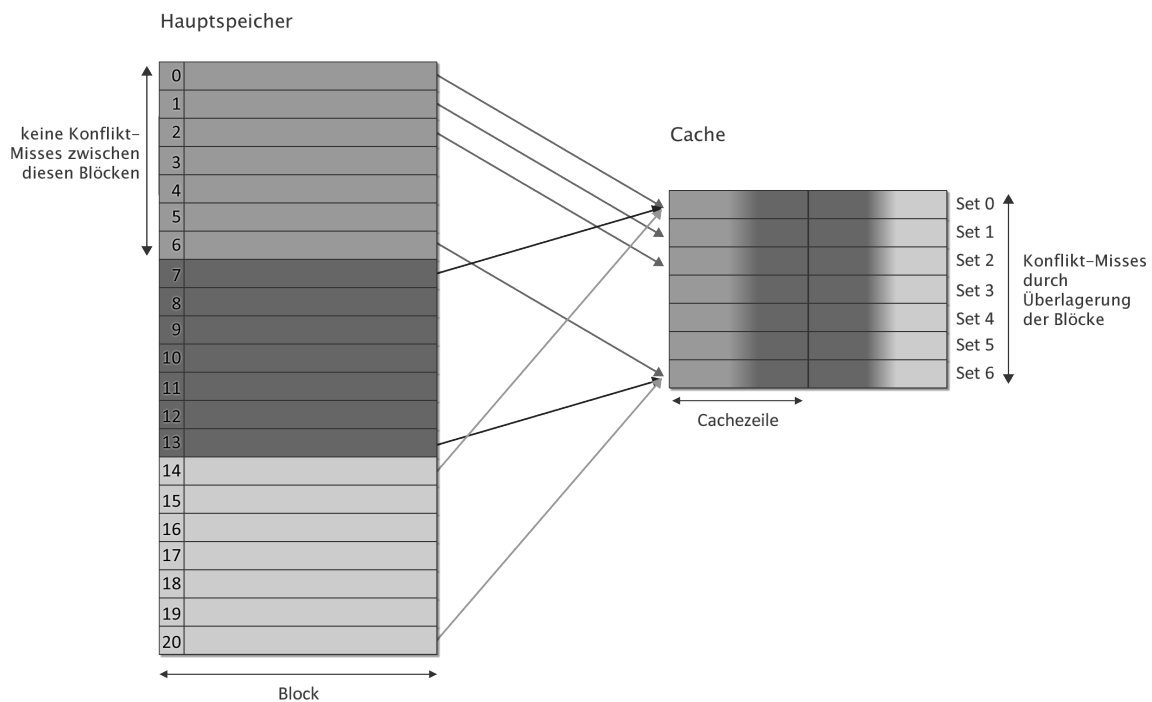 Hauptspeicher
0
1
2
3
4
5
6
7
8
9
10
11
12
13
14
15
16
17
18
19
20
keine Konflikt-
Misses zwischen
diesen Blöcken
Block
Cache
Set 0
Set 1
Set 2
Set 3
Set 4
Set 5
Set 6
Cachezeile
Konflikt-Misses
durch
Überlagerung
der Blöcke